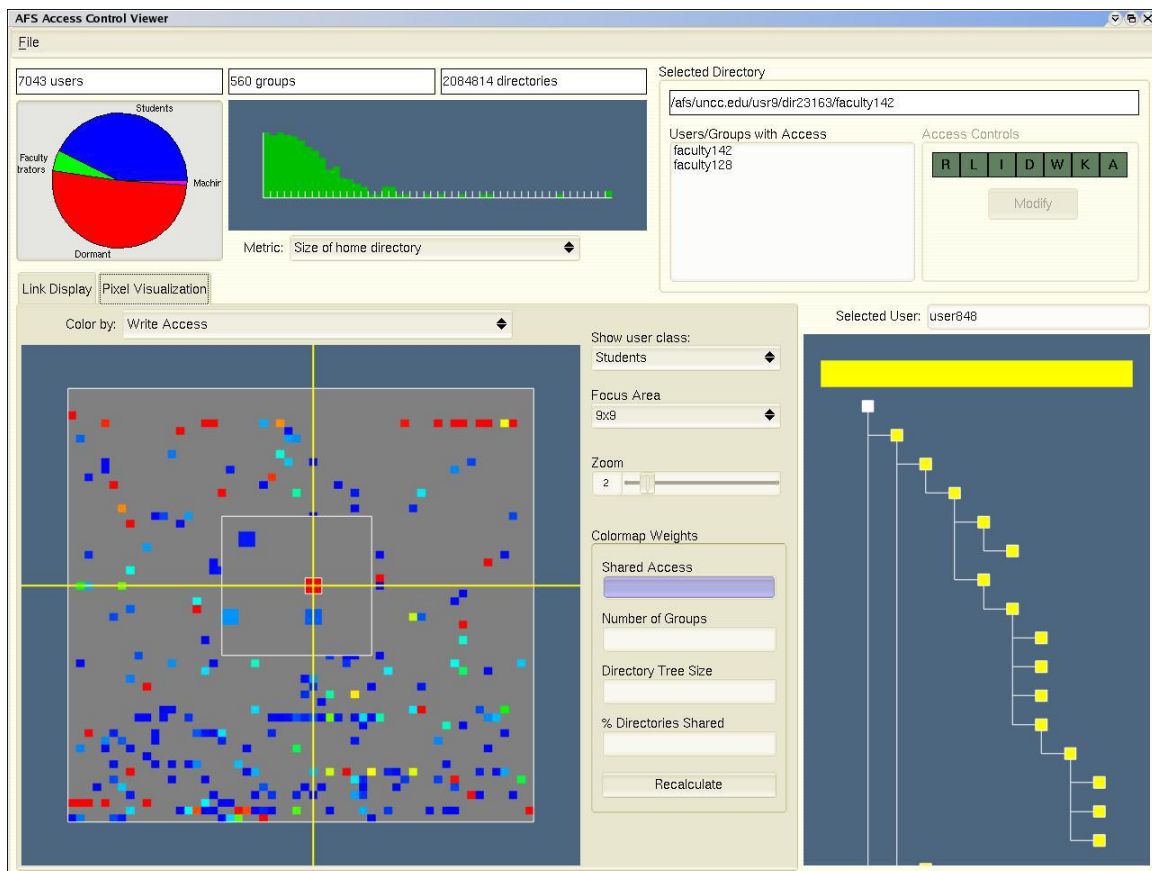 AFS Access Control Viewer
File
7043 users
560 groups
2084814 directories
Selected Directory
/afs/uncc.edu/usr9/dir23163/faculty142
Users/Groups with Access
faculty142
faculty128
Access Controls
R L I D W K A
Modify
Students
Faculty
trators
Machir
Dormant
Metric: Size of home directory
Link Display
Pixel Visualization
Color by: Write Access
Show user class:
Students
Focus Area
9x9
Zoom
2
Colormap Weights
Shared Access
Number of Groups
Directory Tree Size
% Directories Shared
Recalculate
Selected User: user848